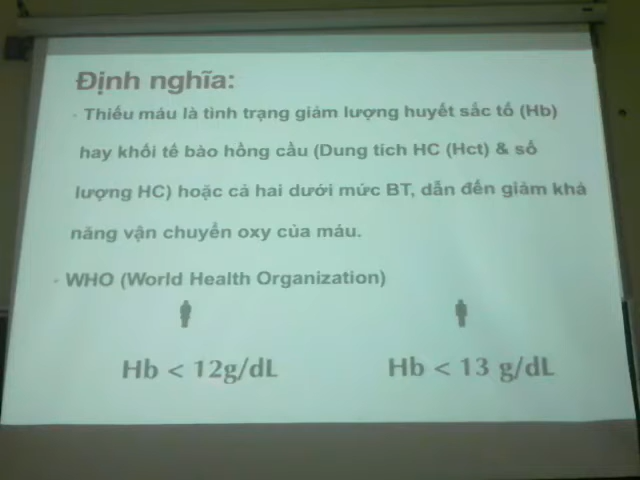 Định nghĩa:
- Thiếu máu là tình trạng giảm lượng huyết sắc tố (Hb)
hay khối tế bào hồng cầu (Dung tích HC (Hct) & số
lượng HC) hoặc cả hai dưới mức BT, dẫn đến giảm khả
năng vận chuyển oxy của máu.
- WHO (World Health Organization)
Hb < 12g/dL Hb < 13 g/dL